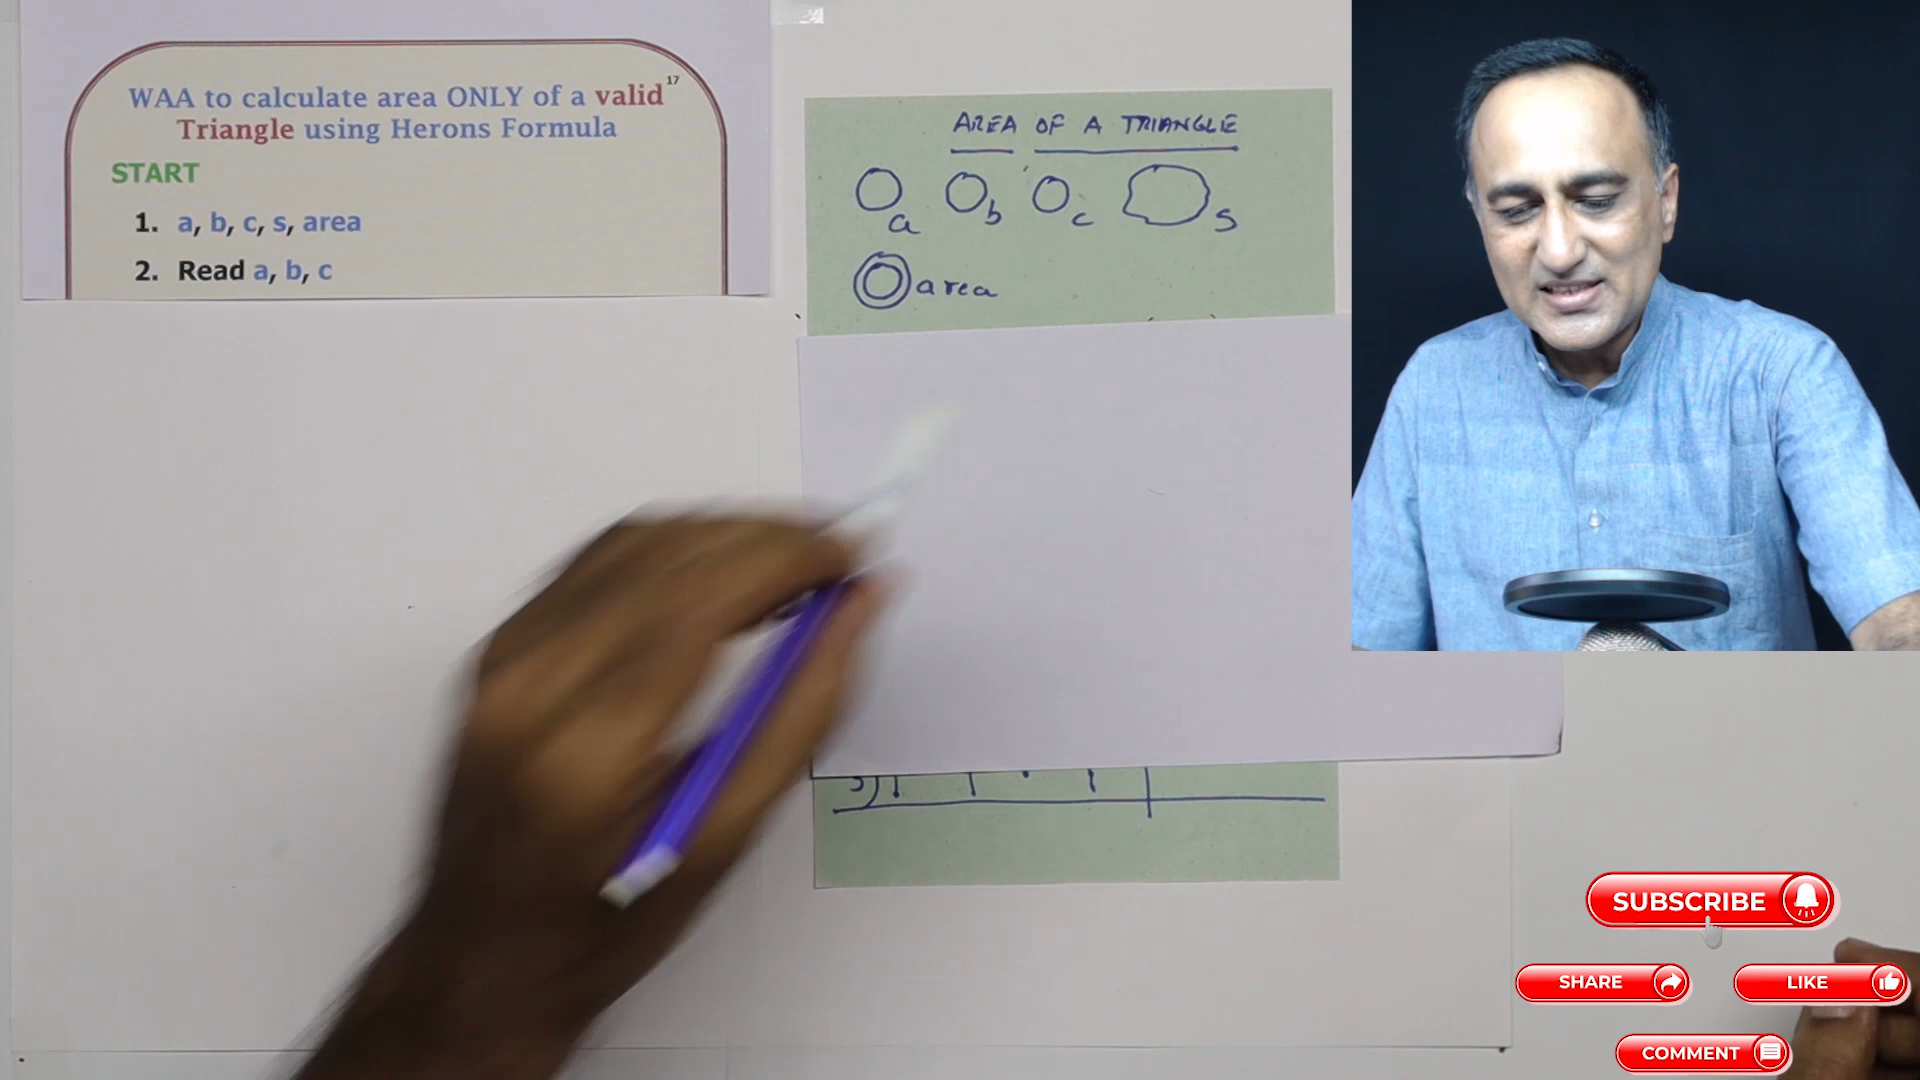 WAA to calculate area ONLY of a valid 17
Triangle using Herons Formula
START
1. a, b, c, s, area
2. Read a, b, c
AREA OF A TRIANGLE
a b c s
area
SUBSCRIBE
SHARE
LIKE
COMMENT